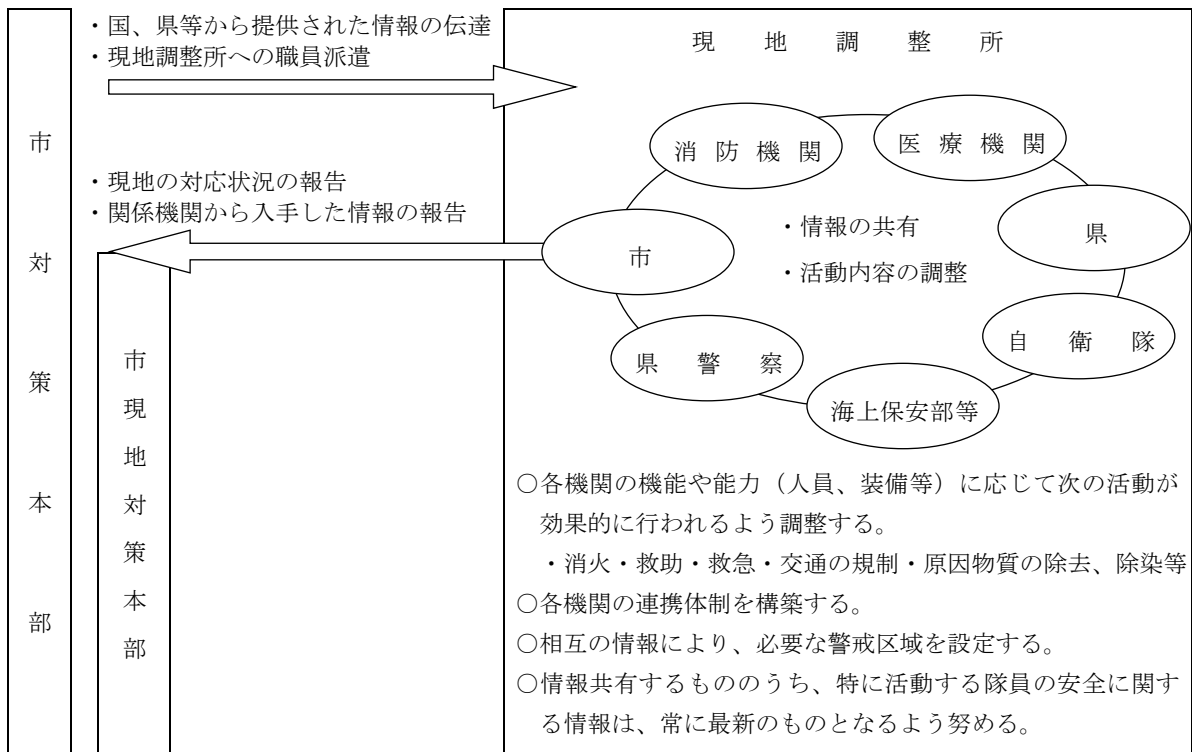 市対策本部
・国、県等から提供された情報の伝達
・現地調整所への職員派遣
・現地の対応状況の報告
・関係機関から入手した情報の報告
市現地対策本部
現地調整所
消防機関
医療機関
県
自衛隊
海上保安部等
県警察
市
・情報の共有
・活動内容の調整
○各機関の機能や能力（人員、装備等）に応じて次の活動が
効果的に行われるよう調整する。
・消火・救助・救急・交通の規制・原因物質の除去、除染等
○各機関の連携体制を構築する。
○相互の情報により、必要な警戒区域を設定する。
○情報共有するもののうち、特に活動する隊員の安全に関す
る情報は、常に最新のものとなるよう努める。